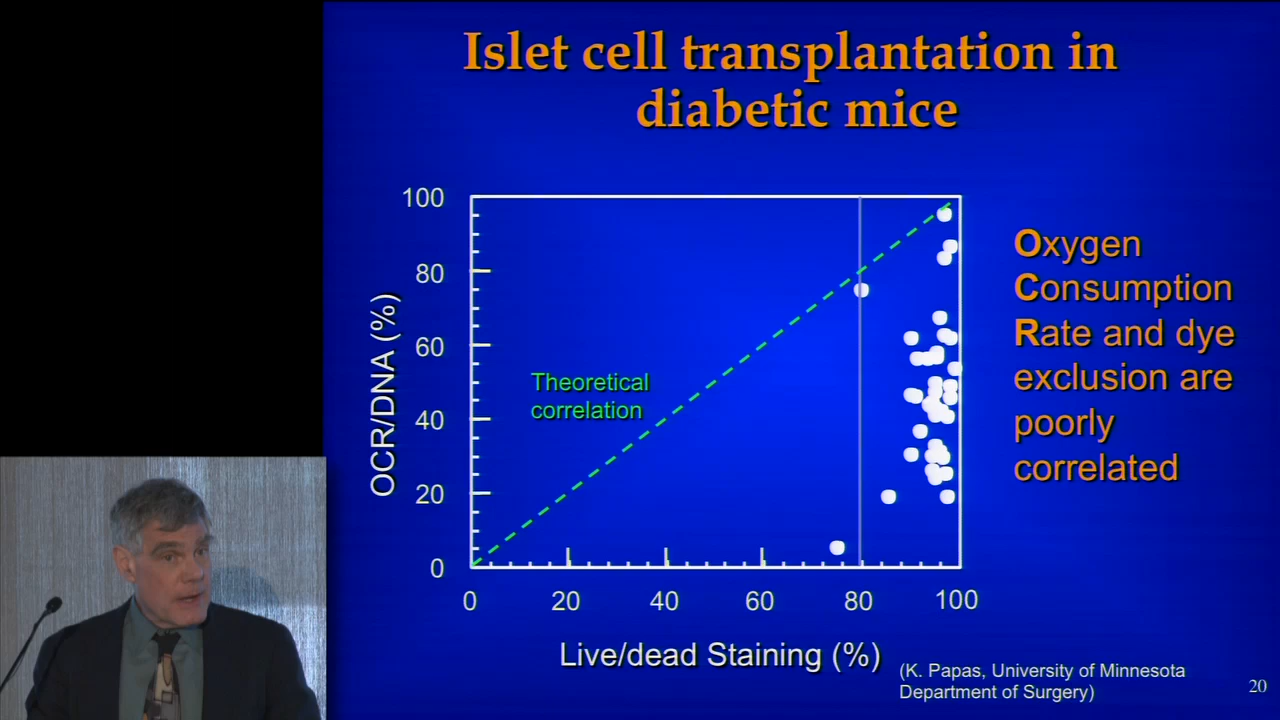 Islet cell transplantation in
diabetic mice
100
80
60
40
20
0
OCR/DNA (%)
Theoretical
correlation
0 20 40 60 80 100
Live/dead Staining (%)
Oxygen
Consumption
Rate and dye
exclusion are
poorly
correlated
(K. Papas, University of Minnesota
Department of Surgery)
20